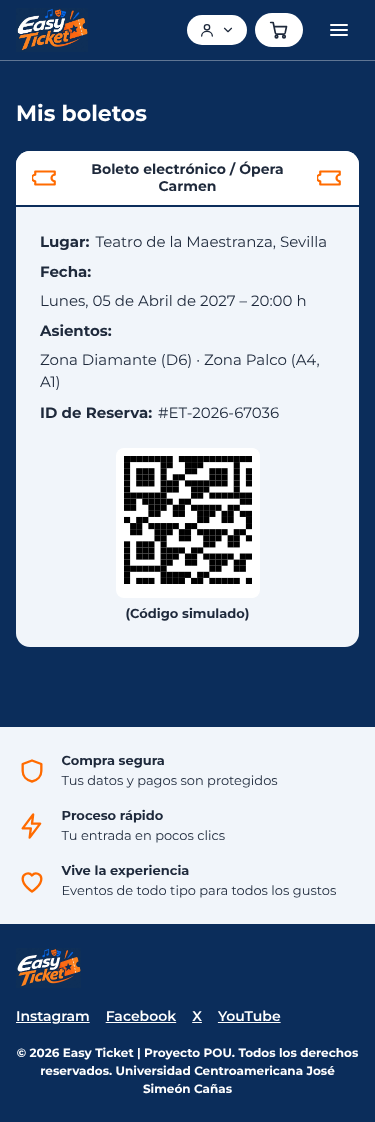 Easy
Ticket
Mis boletos
Boleto electrónico / Ópera
Carmen
Lugar: Teatro de la Maestranza, Sevilla
Fecha:
Lunes, 05 de Abril de 2027 – 20:00 h
Asientos:
Zona Diamante (D6) · Zona Palco (A4,
A1)
ID de Reserva: #ET-2026-67036
(Código simulado)
Compra segura
Tus datos y pagos son protegidos
Proceso rápido
Tu entrada en pocos clics
Vive la experiencia
Eventos de todo tipo para todos los gustos
Easy
Ticket
Instagram Facebook X YouTube
© 2026 Easy Ticket | Proyecto POU. Todos los derechos
reservados. Universidad Centroamericana José
Simeón Cañas